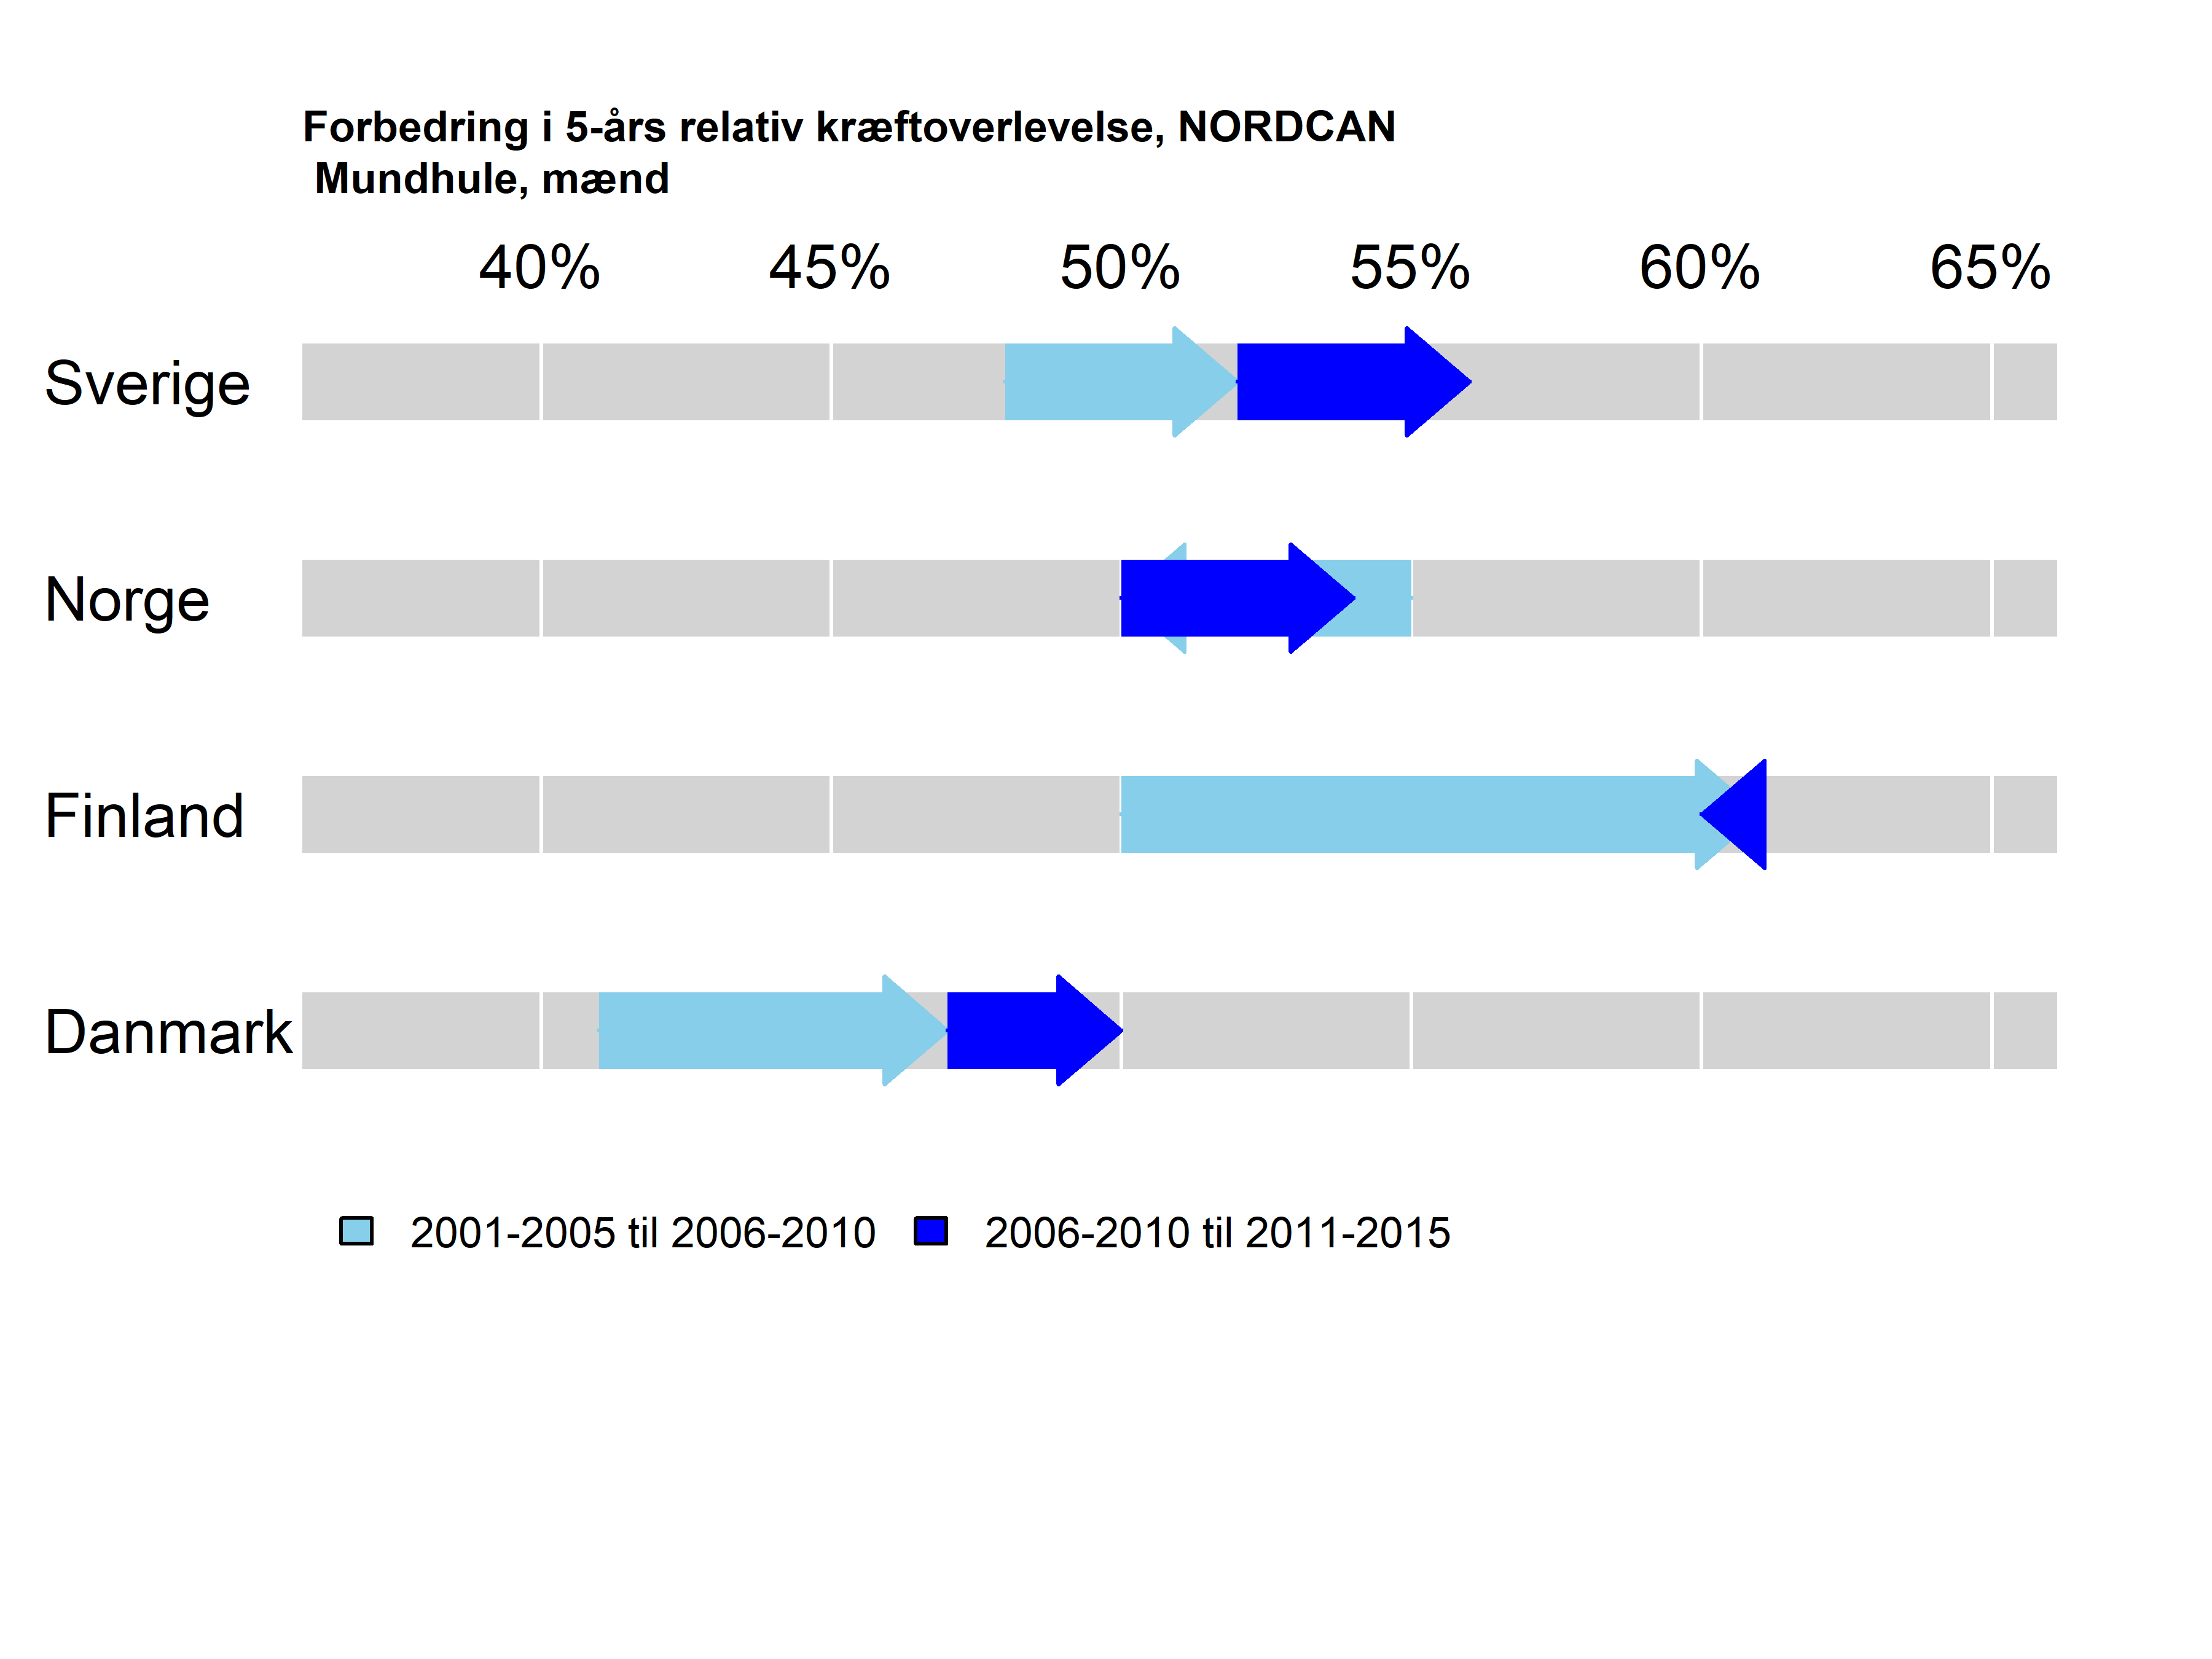 Forbedring i 5-års relativ kræftoverlevelse, NORDCAN
Mundhule, mænd
40% 45% 50% 55% 60% 65%
Sverige
Norge
Finland
Danmark
2001-2005 til 2006-2010 2006-2010 til 2011-2015